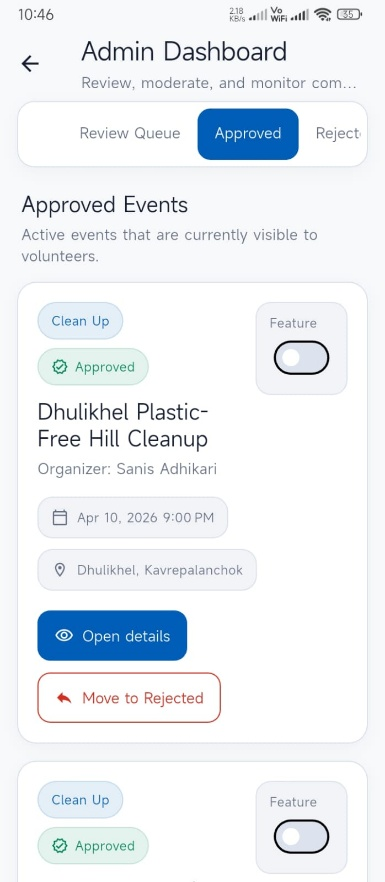 10:46
2.18 KB/s
Vo WiFi
35
Admin Dashboard
Review, moderate, and monitor com...
Review Queue
Approved
Reject
Approved Events
Active events that are currently visible to
volunteers.
Clean Up
Feature
Approved
Dhulikhel Plastic-
Free Hill Cleanup
Organizer: Sanis Adhikari
Apr 10, 2026 9:00 PM
Dhulikhel, Kavrepalanchok
Open details
Move to Rejected
Clean Up
Feature
Approved